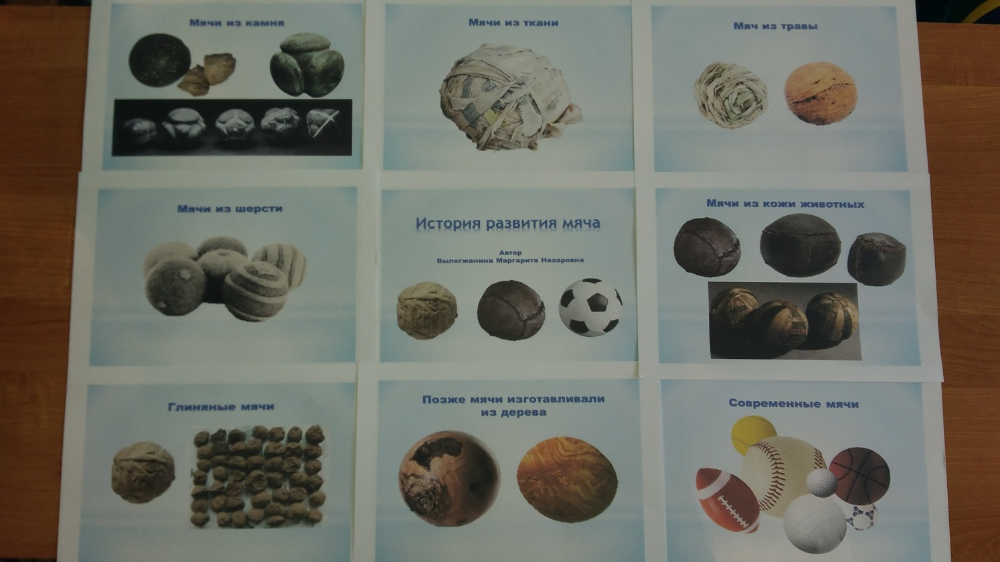 Мячи из камня
Мячи из ткани
Мяч из травы
Мячи из шерсти
История развития мяча
Автор
Вылегжанина Маргарита Назаровна
Мячи из кожи животных
Глиняные мячи
Позже мячи изготавливали
из дерева
Современные мячи